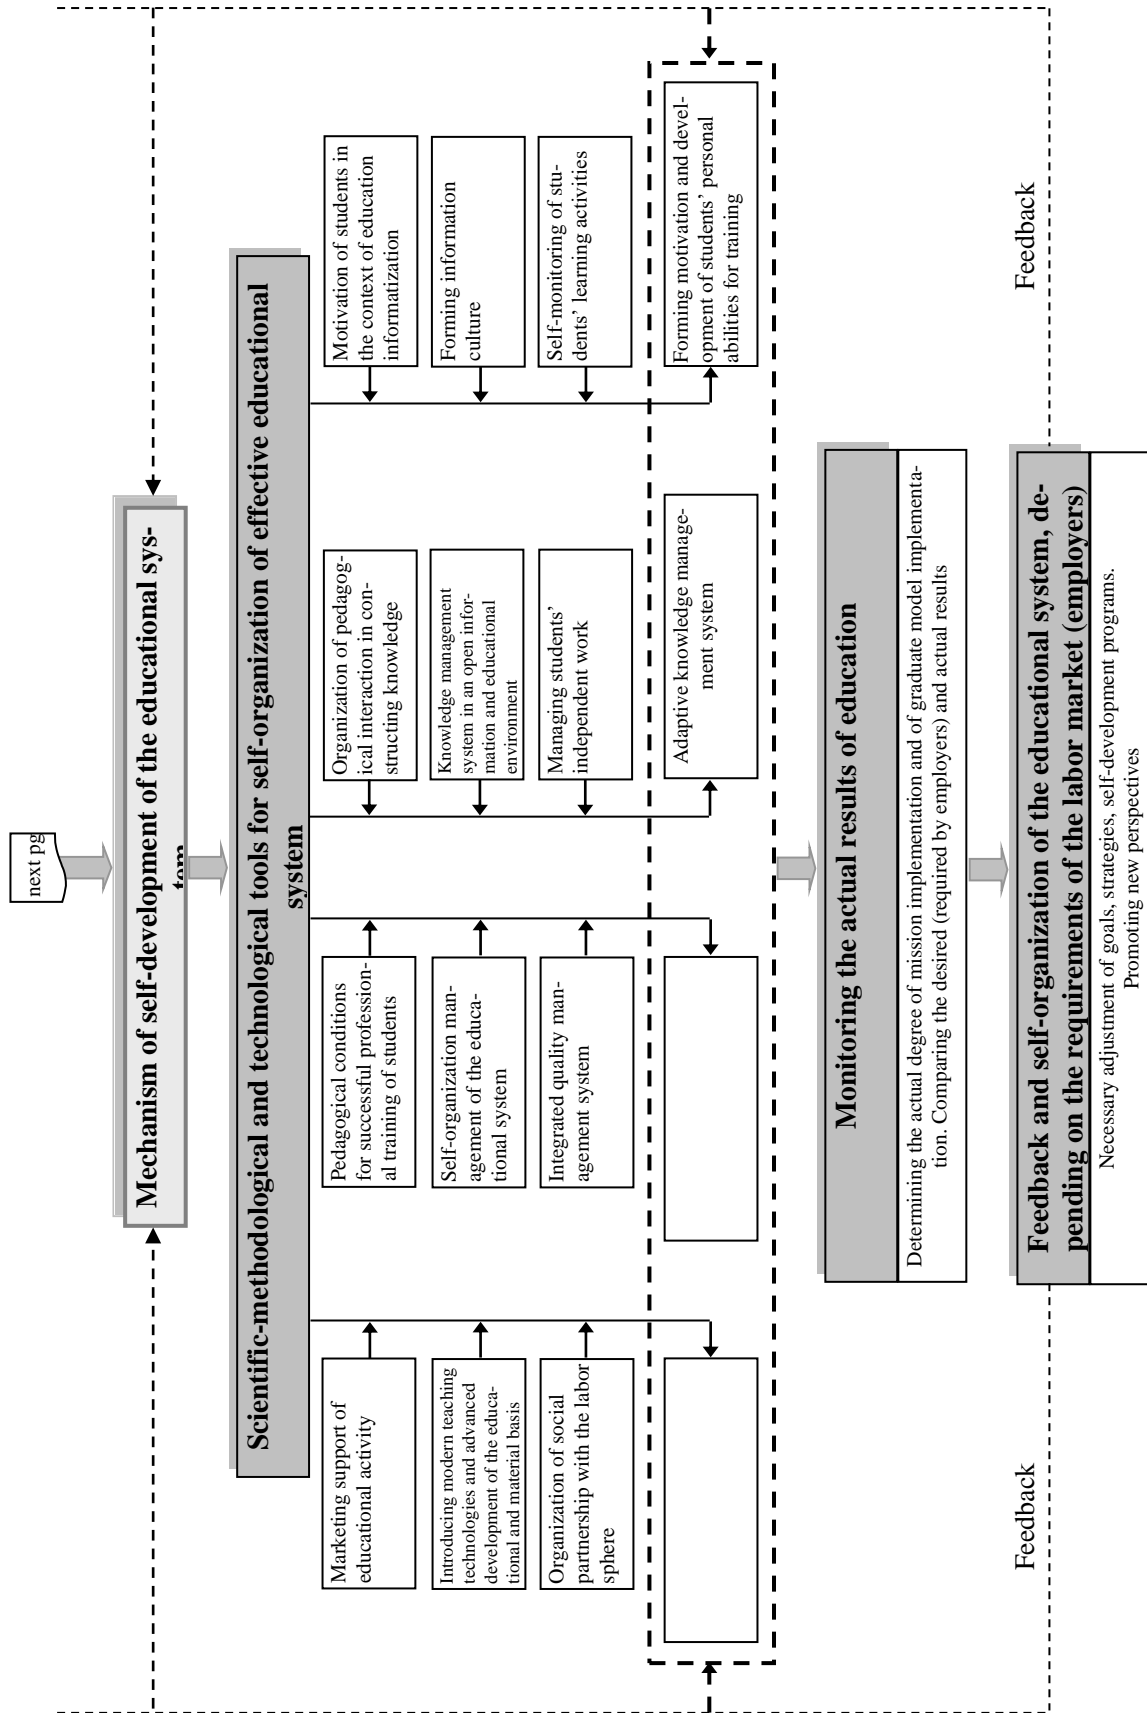 next pg
Mechanism of self-development of the educational sys-
tem
Scientific-methodological and technological tools for self-organization of effective educational
system
Marketing support of
educational activity
Introducing modern teaching
technologies and advanced
development of the educa-
tional and material basis
Organization of social
partnership with the labor
sphere
Pedagogical conditions
for successful profession-
al training of students
Self-organization man-
agement of the educa-
tional system
Integrated quality man-
agement system
Organization of pedagog-
ical interaction in con-
structing knowledge
Knowledge management
system in an open infor-
mation and educational
environment
Managing students’
independent work
Adaptive knowledge manage-
ment system
Motivation of students in
the context of education
informatization
Forming information
culture
Self-monitoring of stu-
dents’ learning activities
Forming motivation and devel-
opment of students’ personal
abilities for training
Monitoring the actual results of education
Determining the actual degree of mission implementation and of graduate model implementa-
tion. Comparing the desired (required by employers) and actual results
Feedback
Feedback
Feedback and self-organization of the educational system, de-
pending on the requirements of the labor market (employers)
Necessary adjustment of goals, strategies, self-development programs.
Promoting new perspectives